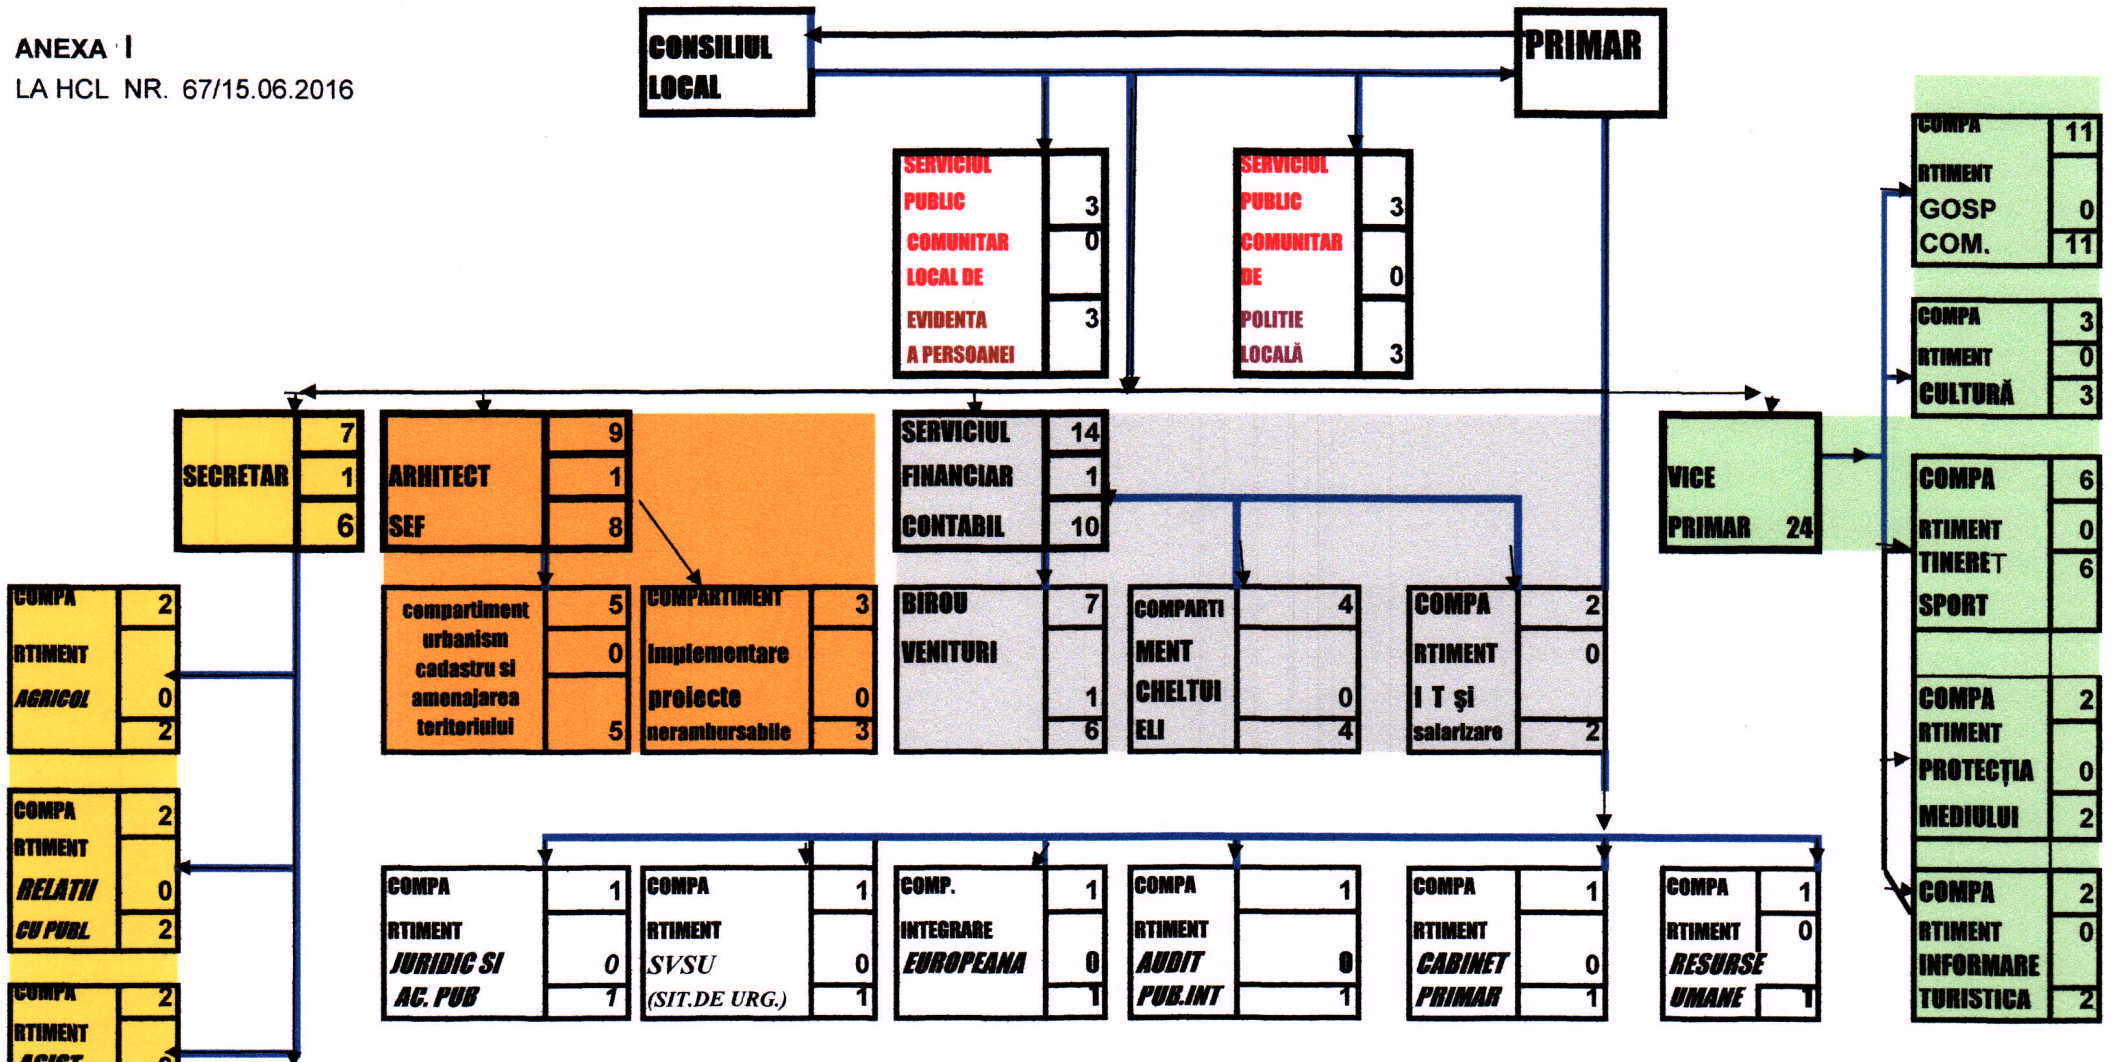 ANEXA I
LA HCL NR. 67/15.06.2016
CONSILIUL
LOCAL
PRIMAR
SERVICIUL
PUBLIC 3
COMUNITAR 0
LOCAL DE
EVIDENTA 3
A PERSOANEI
SERVICIUL
PUBLIC 3
COMUNITAR
DE 0
POLITIE
LOCALĂ 3
COMPA 11
RTIMENT
GOSP 0
COM. 11
COMPA 3
RTIMENT 0
CULTURĂ 3
7
SECRETAR 1
6
9
ARHITECT 1
SEF 8
SERVICIUL 14
FINANCIAR 1
CONTABIL 10
VICE
PRIMAR 24
COMPA 6
RTIMENT 0
TINERET 6
SPORT
COMPA 2
RTIMENT
AGRICOL 0
2
compartiment 5
urbanism
cadastru si 0
amenajarea
teritoriului 5
COMPARTIMENT 3
Implementare
proiecte 0
nerambursabile 3
BIROU 7
VENITURI
1
6
COMPARTI 4
MENT
CHELTUI 0
ELI 4
COMPA 2
RTIMENT 0
I T și
salarizare 2
COMPA 2
RTIMENT
PROTECȚIA 0
MEDIULUI 2
COMPA 2
RTIMENT
RELATII 0
CU PUBL 2
COMPA 1
RTIMENT
JURIDIC SI 0
AC. PUB 1
COMPA 1
RTIMENT
SVSU 0
(SIT.DE URG.) 1
COMP. 1
INTEGRARE
EUROPEANA 0
1
COMPA 1
RTIMENT
AUDIT 0
PUB.INT 1
COMPA 1
RTIMENT
CABINET 0
PRIMAR 1
COMPA 1
RTIMENT 0
RESURSE
UMANE 1
COMPA 2
RTIMENT 0
INFORMARE
TURISTICA 2
COMPA 2
RTIMENT